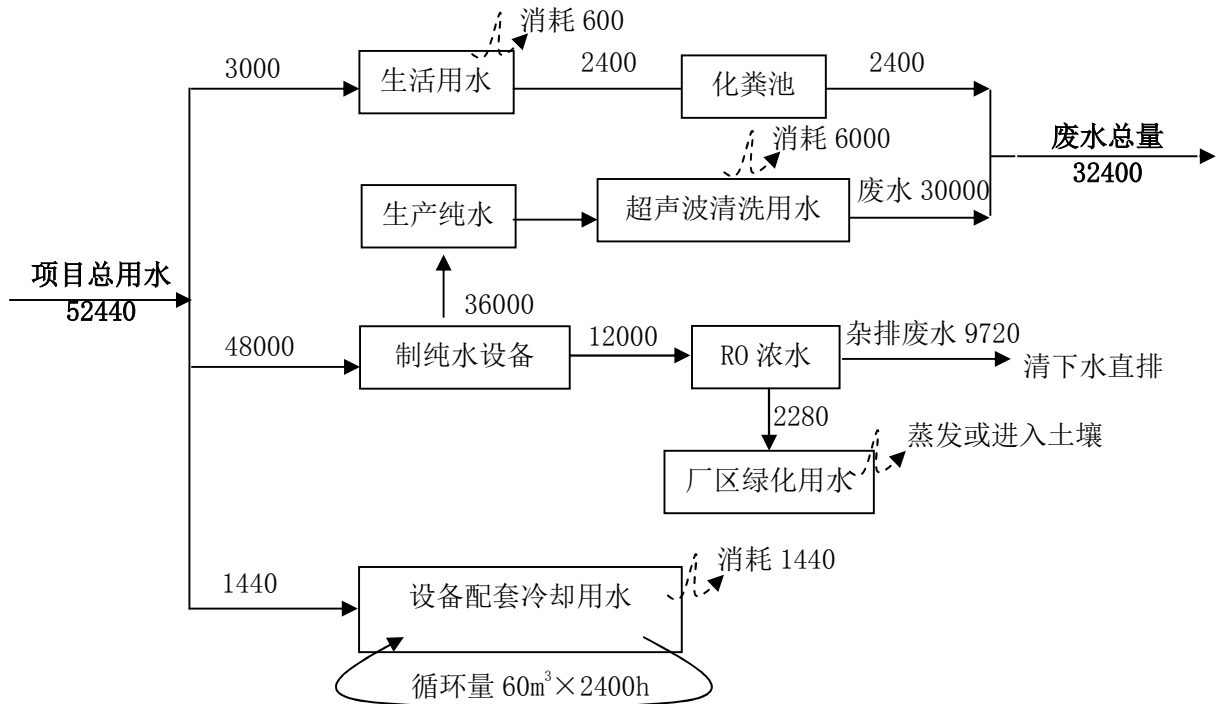 消耗 600
3000
生活用水
2400
化粪池
2400
消耗 6000
废水总量
32400
生产纯水
超声波清洗用水
废水 30000
项目总用水
52440
36000
48000
制纯水设备
12000
RO 浓水
杂排废水 9720
清下水直排
2280
蒸发或进入土壤
厂区绿化用水
消耗 1440
1440
设备配套冷却用水
循环量 60m³×2400h